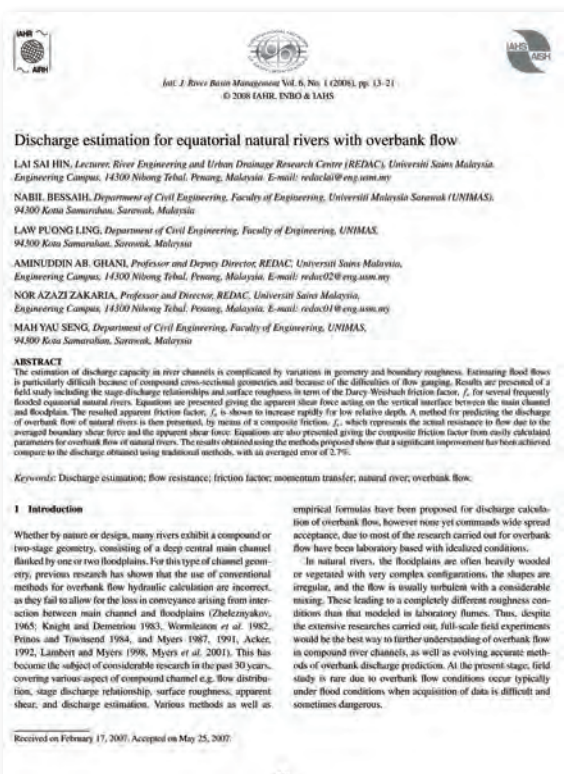 IAHR
AIRH
IAHS
AISH
Intl. J. River Basin Management Vol. 6, No. 1 (2008), pp. 13–21
© 2008 IAHR, INBO & IAHS
Discharge estimation for equatorial natural rivers with overbank flow
LAI SAI HIN, Lecturer, River Engineering and Urban Drainage Research Centre (REDAC), Universiti Sains Malaysia,
Engineering Campus, 14300 Nibong Tebal, Penang, Malaysia. E-mail: redaclai@eng.usm.my
NABIL BESSAIH, Department of Civil Engineering, Faculty of Engineering, Universiti Malaysia Sarawak (UNIMAS),
94300 Kota Samarahan, Sarawak, Malaysia
LAW PUONG LING, Department of Civil Engineering, Faculty of Engineering, UNIMAS,
94300 Kota Samarahan, Sarawak, Malaysia
AMINUDDIN AB. GHANI, Professor and Deputy Director, REDAC, Universiti Sains Malaysia,
Engineering Campus, 14300 Nibong Tebal, Penang, Malaysia. E-mail: redac02@eng.usm.my
NOR AZAZI ZAKARIA, Professor and Director, REDAC, Universiti Sains Malaysia,
Engineering Campus, 14300 Nibong Tebal, Penang, Malaysia. E-mail: redac01@eng.usm.my
MAH YAU SENG, Department of Civil Engineering, Faculty of Engineering, UNIMAS,
94300 Kota Samarahan, Sarawak, Malaysia
ABSTRACT
The estimation of discharge capacity in river channels is complicated by variations in geometry and boundary roughness. Estimating flood flows
is particularly difficult because of compound cross-sectional geometries and because of the difficulties of flow gauging. Results are presented of a
field study including the stage-discharge relationships and surface roughness in term of the Darcy-Weisbach friction factor, fₐ for several frequently
flooded equatorial natural rivers. Equations are presented giving the apparent shear force acting on the vertical interface between the main channel
and floodplain. The resulted apparent friction factor, fₐ is shown to increase rapidly for low relative depth. A method for predicting the discharge
of overbank flow of natural rivers is then presented, by means of a composite friction, f꜀, which represents the actual resistance to flow due to the
averaged boundary shear force and the apparent shear force. Equations are also presented giving the composite friction factor from easily calculated
parameters for overbank flow of natural rivers. The results obtained using the methods proposed show that a significant improvement has been achieved
compare to the discharge obtained using traditional methods, with an averaged error of 2.7%.
Keywords: Discharge estimation; flow resistance; friction factor; momentum transfer; natural river; overbank flow.
1 Introduction
Whether by nature or design, many rivers exhibit a compound or
two-stage geometry, consisting of a deep central main channel
flanked by one or two floodplains. For this type of channel geom-
etry, previous research has shown that the use of conventional
methods for overbank flow hydraulic calculation are incorrect,
as they fail to allow for the loss in conveyance arising from inter-
action between main channel and floodplains (Zheleznyakov,
1965; Knight and Demetriou 1983, Wormleaton et al. 1982,
Prinos and Townsend 1984, and Myers 1987, 1991, Acker,
1992, Lambert and Myers 1998, Myers et al. 2001). This has
become the subject of considerable research in the past 30 years,
covering various aspect of compound channel e.g. flow distribu-
tion, stage discharge relationship, surface roughness, apparent
shear, and discharge estimation. Various methods as well as
empirical formulas have been proposed for discharge calcula-
tion of overbank flow, however none yet commands wide spread
acceptance, due to most of the research carried out for overbank
flow have been laboratory based with idealized conditions.
In natural rivers, the floodplains are often heavily wooded
or vegetated with very complex configurations, the shapes are
irregular, and the flow is usually turbulent with a considerable
mixing. These leading to a completely different roughness con-
ditions than that modeled in laboratory flumes. Thus, despite
the extensive researches carried out, full-scale field experiments
would be the best way to further understanding of overbank flow
in compound river channels, as well as evolving accurate meth-
ods of overbank discharge prediction. At the present stage, field
study is rare due to overbank flow conditions occur typically
under flood conditions when acquisition of data is difficult and
sometimes dangerous.
Received on February 17, 2007. Accepted on May 25, 2007.